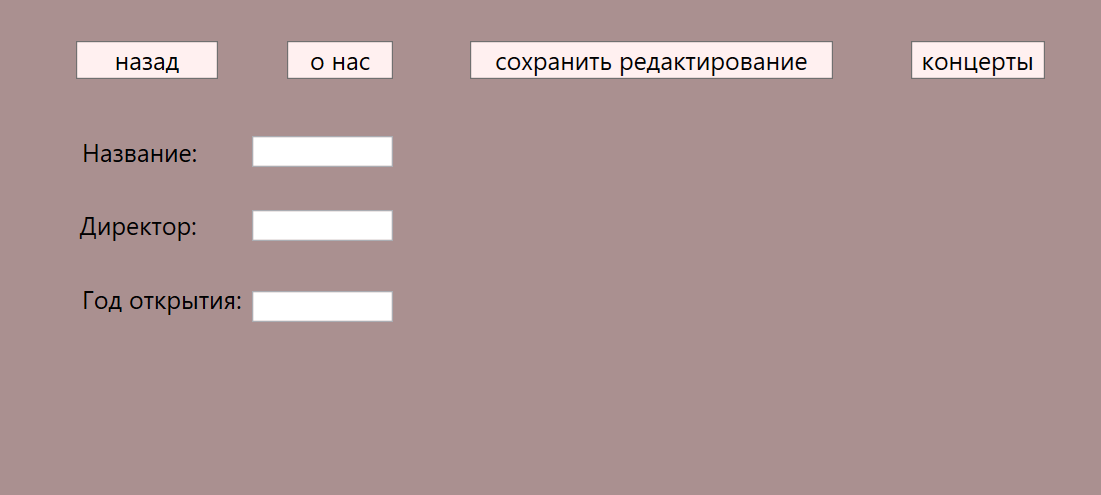 назад
о нас
сохранить редактирование
концерты
Название:
Директор:
Год открытия: